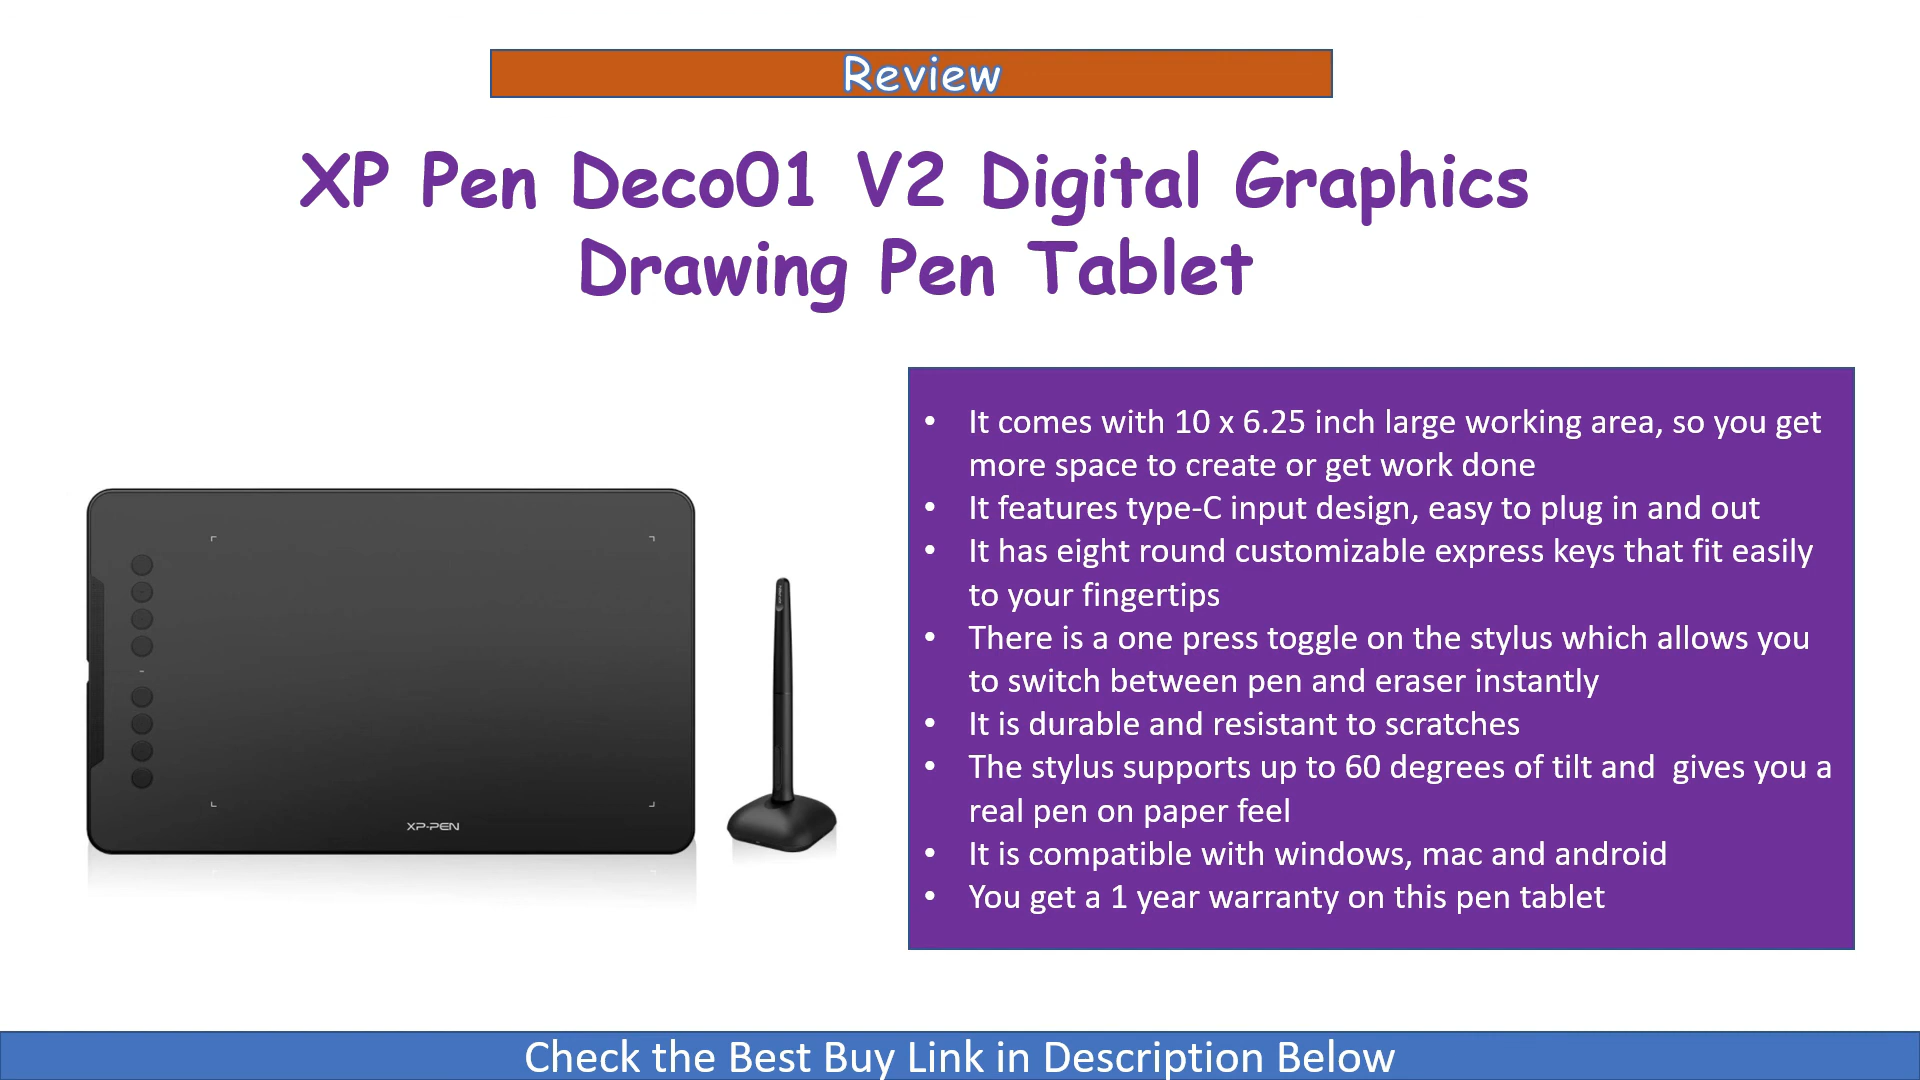 Review
XP Pen Deco01 V2 Digital Graphics
Drawing Pen Tablet
XP-PEN
• It comes with 10 x 6.25 inch large working area, so you get
more space to create or get work done
• It features type-C input design, easy to plug in and out
• It has eight round customizable express keys that fit easily
to your fingertips
• There is a one press toggle on the stylus which allows you
to switch between pen and eraser instantly
• It is durable and resistant to scratches
• The stylus supports up to 60 degrees of tilt and  gives you a
real pen on paper feel
• It is compatible with windows, mac and android
• You get a 1 year warranty on this pen tablet
Check the Best Buy Link in Description Below